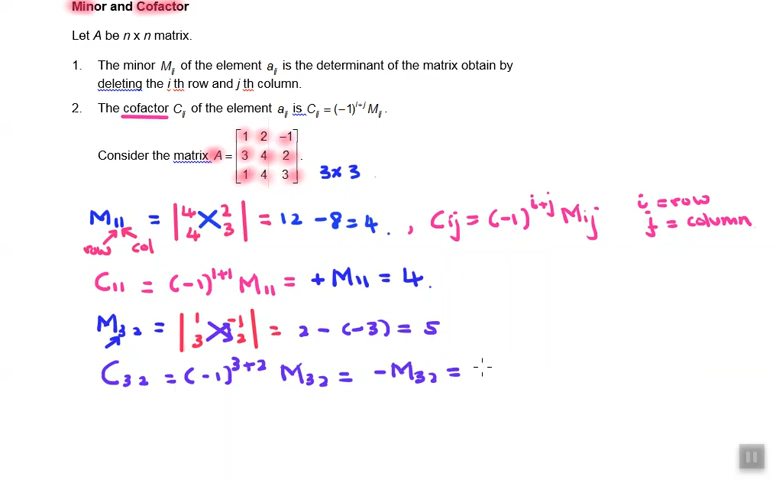 Minor and Cofactor
Let A be n x n matrix.
1. The minor M_ij of the element a_ij is the determinant of the matrix obtain by
deleting the i th row and j th column.
2. The cofactor C_ij of the element a_ij is C_ij = (−1)^{i+j} M_ij.
Consider the matrix A = [1 2 −1; 3 4 2; 1 4 3]. 3x3
M₁₁ = |4 2; 4 3| = 12 - 8 = 4. , Cij = (-1)^{i+j} Mij i = row
row col j = column
C₁₁ = (-1)^{1+1} M₁₁ = + M₁₁ = 4.
M₃₂ = |1 -1; 3 2| = 2 - (-3) = 5
C₃₂ = (-1)^{3+2} M₃₂ = - M₃₂ =